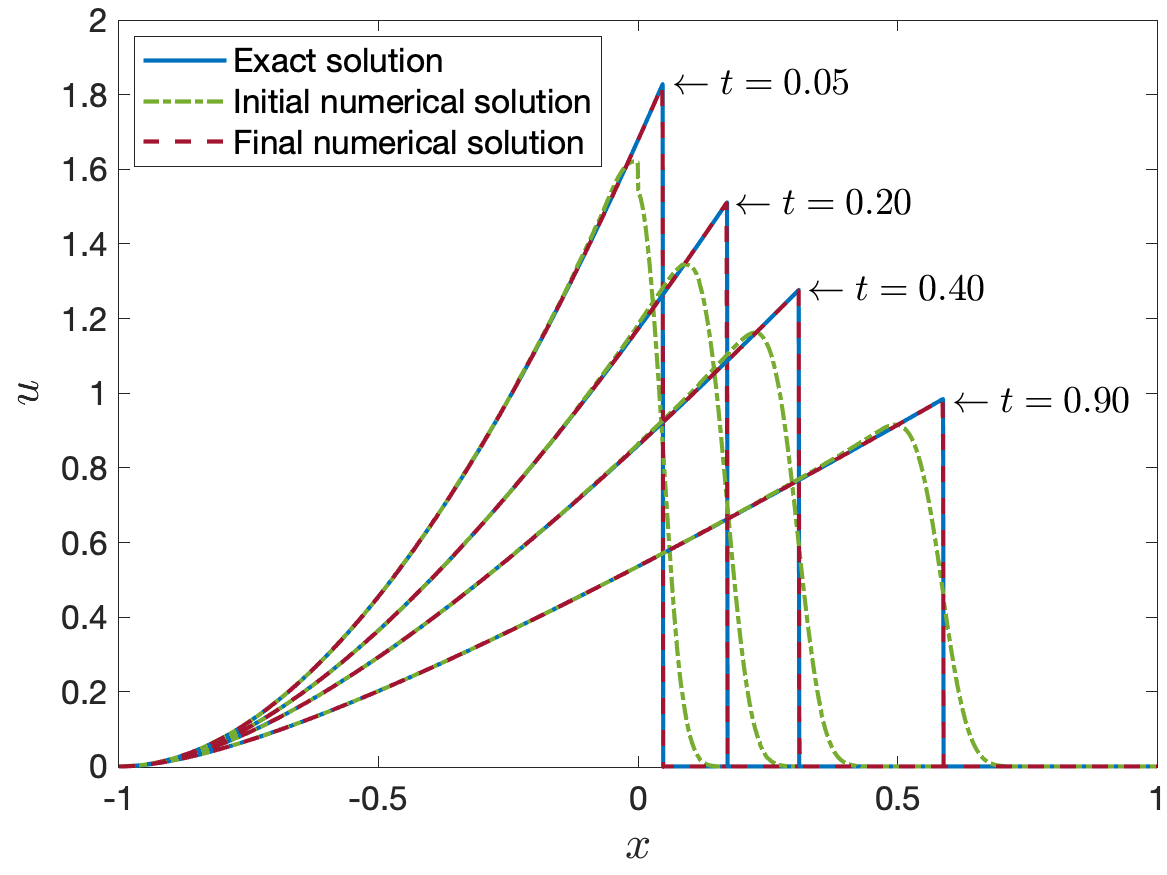 2
1.8
1.6
1.4
1.2
1
0.8
0.6
0.4
0.2
0
u
Exact solution
Initial numerical solution
Final numerical solution
← t = 0.05
← t = 0.20
← t = 0.40
← t = 0.90
-1 -0.5 0 0.5 1
x